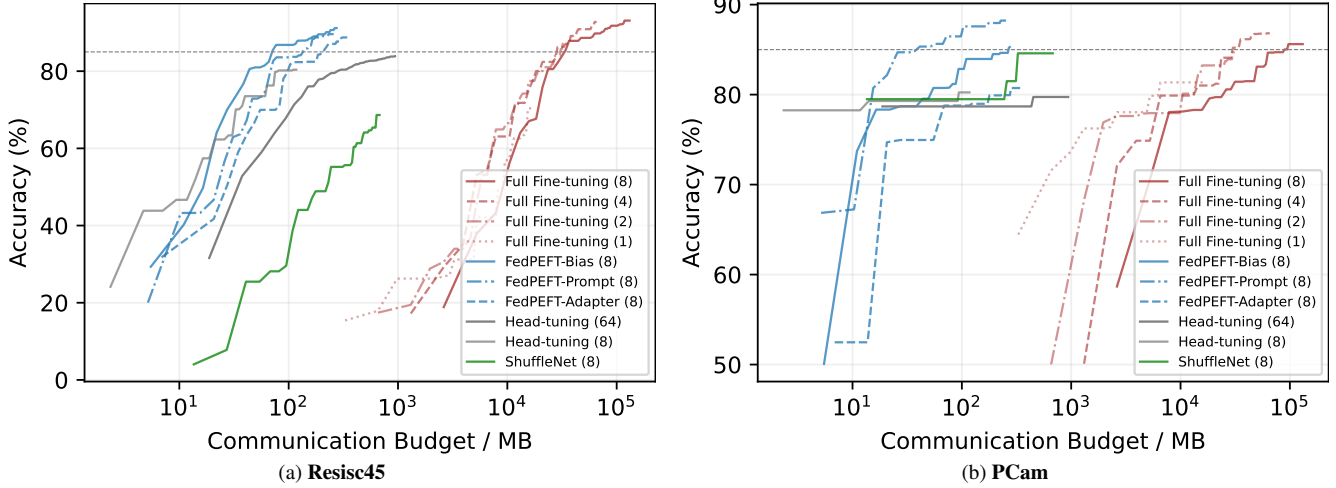 80
60
40
20
0
Accuracy (%)
10¹ 10² 10³ 10⁴ 10⁵
Communication Budget / MB
Full Fine-tuning (8)
Full Fine-tuning (4)
Full Fine-tuning (2)
Full Fine-tuning (1)
FedPEFT-Bias (8)
FedPEFT-Prompt (8)
FedPEFT-Adapter (8)
Head-tuning (64)
Head-tuning (8)
ShuffleNet (8)
(a) Resisc45
90
80
70
60
50
Accuracy (%)
10¹ 10² 10³ 10⁴ 10⁵
Communication Budget / MB
Full Fine-tuning (8)
Full Fine-tuning (4)
Full Fine-tuning (2)
Full Fine-tuning (1)
FedPEFT-Bias (8)
FedPEFT-Prompt (8)
FedPEFT-Adapter (8)
Head-tuning (64)
Head-tuning (8)
ShuffleNet (8)
(b) PCam